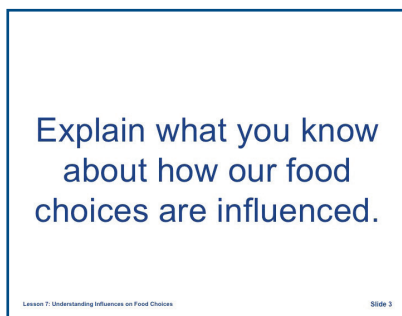 Explain what you know
about how our food
choices are influenced.
Lesson 7: Understanding Influences on Food Choices
Slide 3